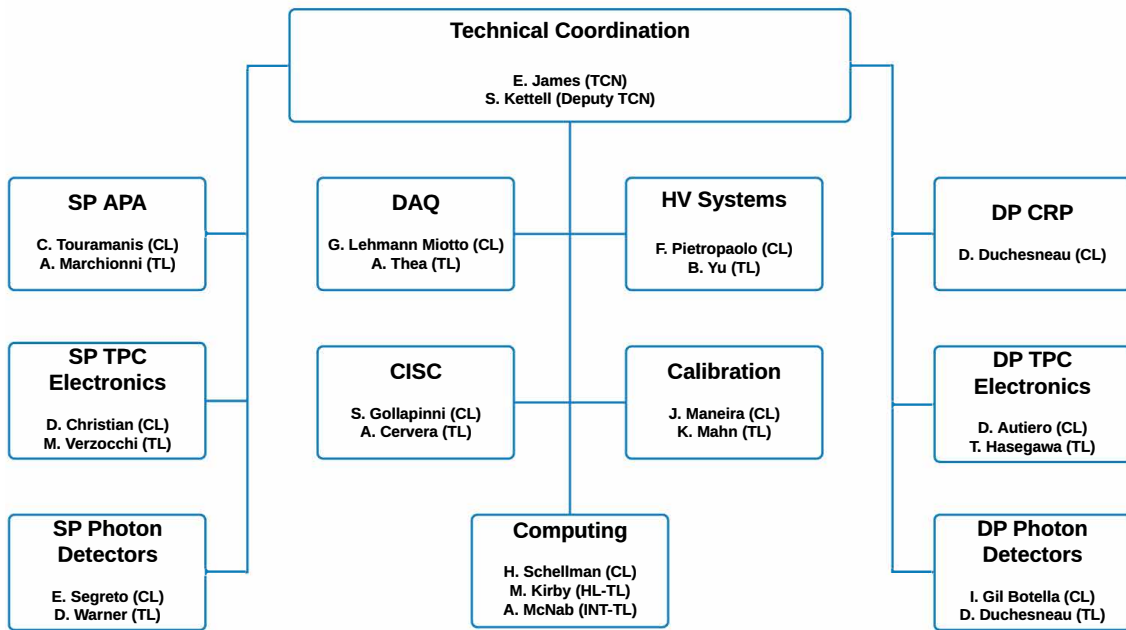 Technical Coordination
E. James (TCN)
S. Kettell (Deputy TCN)
SP APA
C. Touramanis (CL)
A. Marchionni (TL)
DAQ
G. Lehmann Miotto (CL)
A. Thea (TL)
HV Systems
F. Pietropaolo (CL)
B. Yu (TL)
DP CRP
D. Duchesneau (CL)
SP TPC
Electronics
D. Christian (CL)
M. Verzocchi (TL)
CISC
S. Gollapinni (CL)
A. Cervera (TL)
Calibration
J. Maneira (CL)
K. Mahn (TL)
DP TPC
Electronics
D. Autiero (CL)
T. Hasegawa (TL)
SP Photon
Detectors
E. Segreto (CL)
D. Warner (TL)
Computing
H. Schellman (CL)
M. Kirby (HL-TL)
A. McNab (INT-TL)
DP Photon
Detectors
I. Gil Botella (CL)
D. Duchesneau (TL)